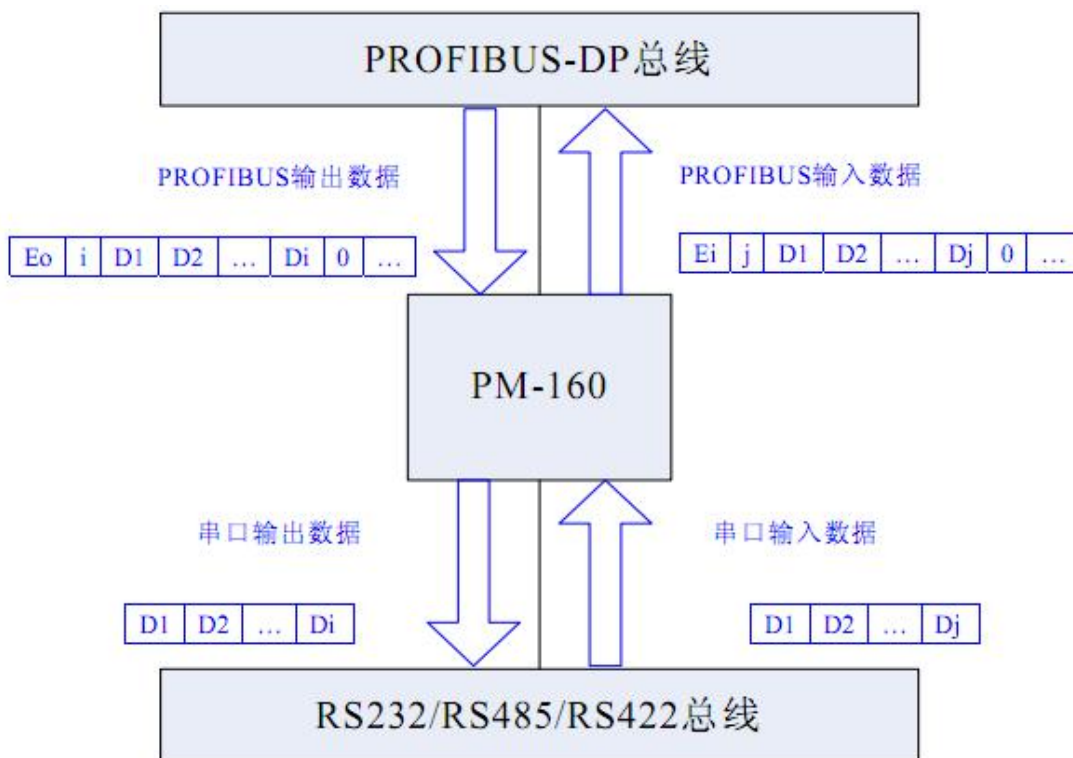 PROFIBUS-DP总线
PROFIBUS输出数据
PROFIBUS输入数据
Eo i D1 D2 … Di 0 …
Ei j D1 D2 … Dj 0 …
PM-160
串口输出数据
串口输入数据
D1 D2 … Di
D1 D2 … Dj
RS232/RS485/RS422总线